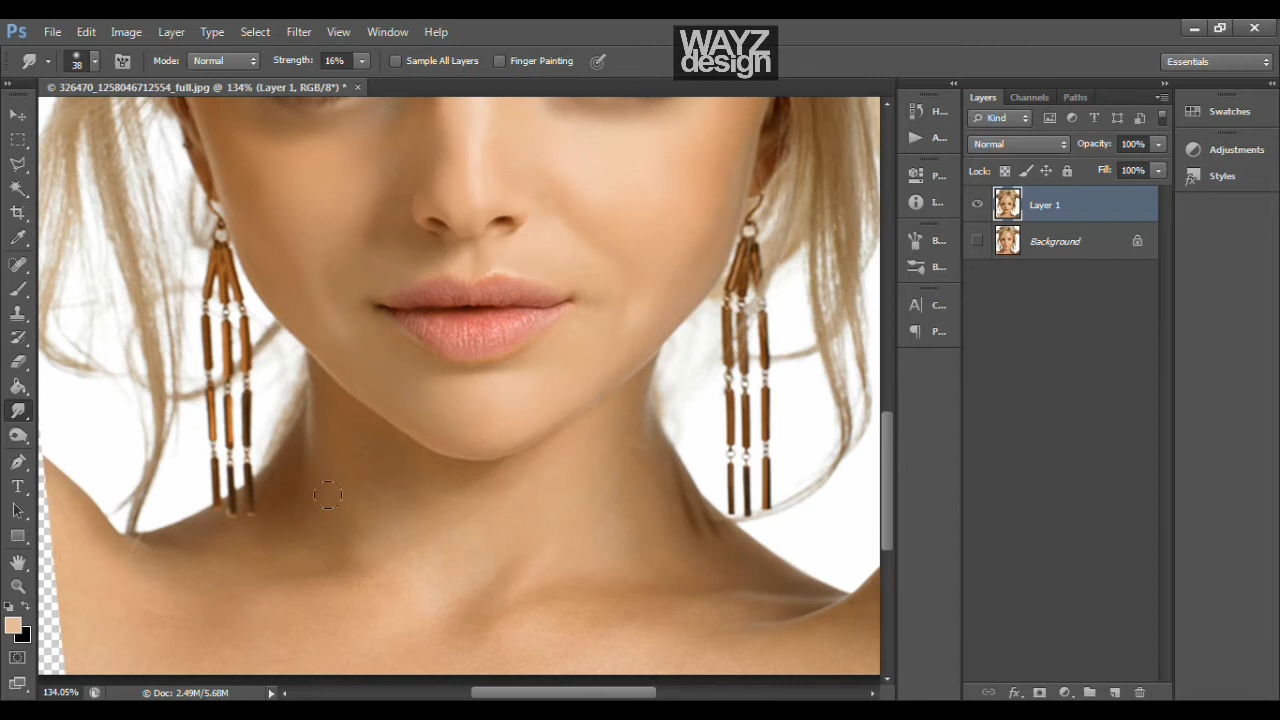 Ps File Edit Image Layer Type Select Filter View Window Help
WAYZ
design
38 Mode: Normal Strength: 16% Sample All Layers Finger Painting Essentials
© 326470_1258046712554_full.jpg @ 134% (Layer 1, RGB/8*) * ×
Layers Channels Paths
H...
A...
P...
I...
B...
B...
C...
P...
Kind
Normal Opacity: 100%
Lock: Fill: 100%
Layer 1
Background
Swatches
Adjustments
Styles
134.05% © Doc: 2.49M/5.68M